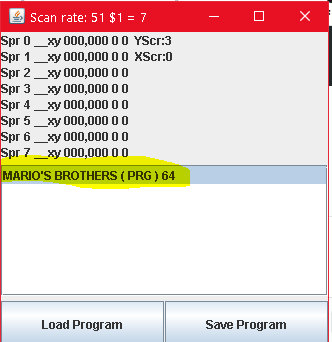 Scan rate: 51 $1 = 7
Spr 0 __xy 000,000 0 0 YScr:3
Spr 1 __xy 000,000 0 0 XScr:0
Spr 2 __xy 000,000 0 0
Spr 3 __xy 000,000 0 0
Spr 4 __xy 000,000 0 0
Spr 5 __xy 000,000 0 0
Spr 6 __xy 000,000 0 0
Spr 7 __xy 000,000 0 0
MARIO'S BROTHERS ( PRG ) 64
Load Program Save Program